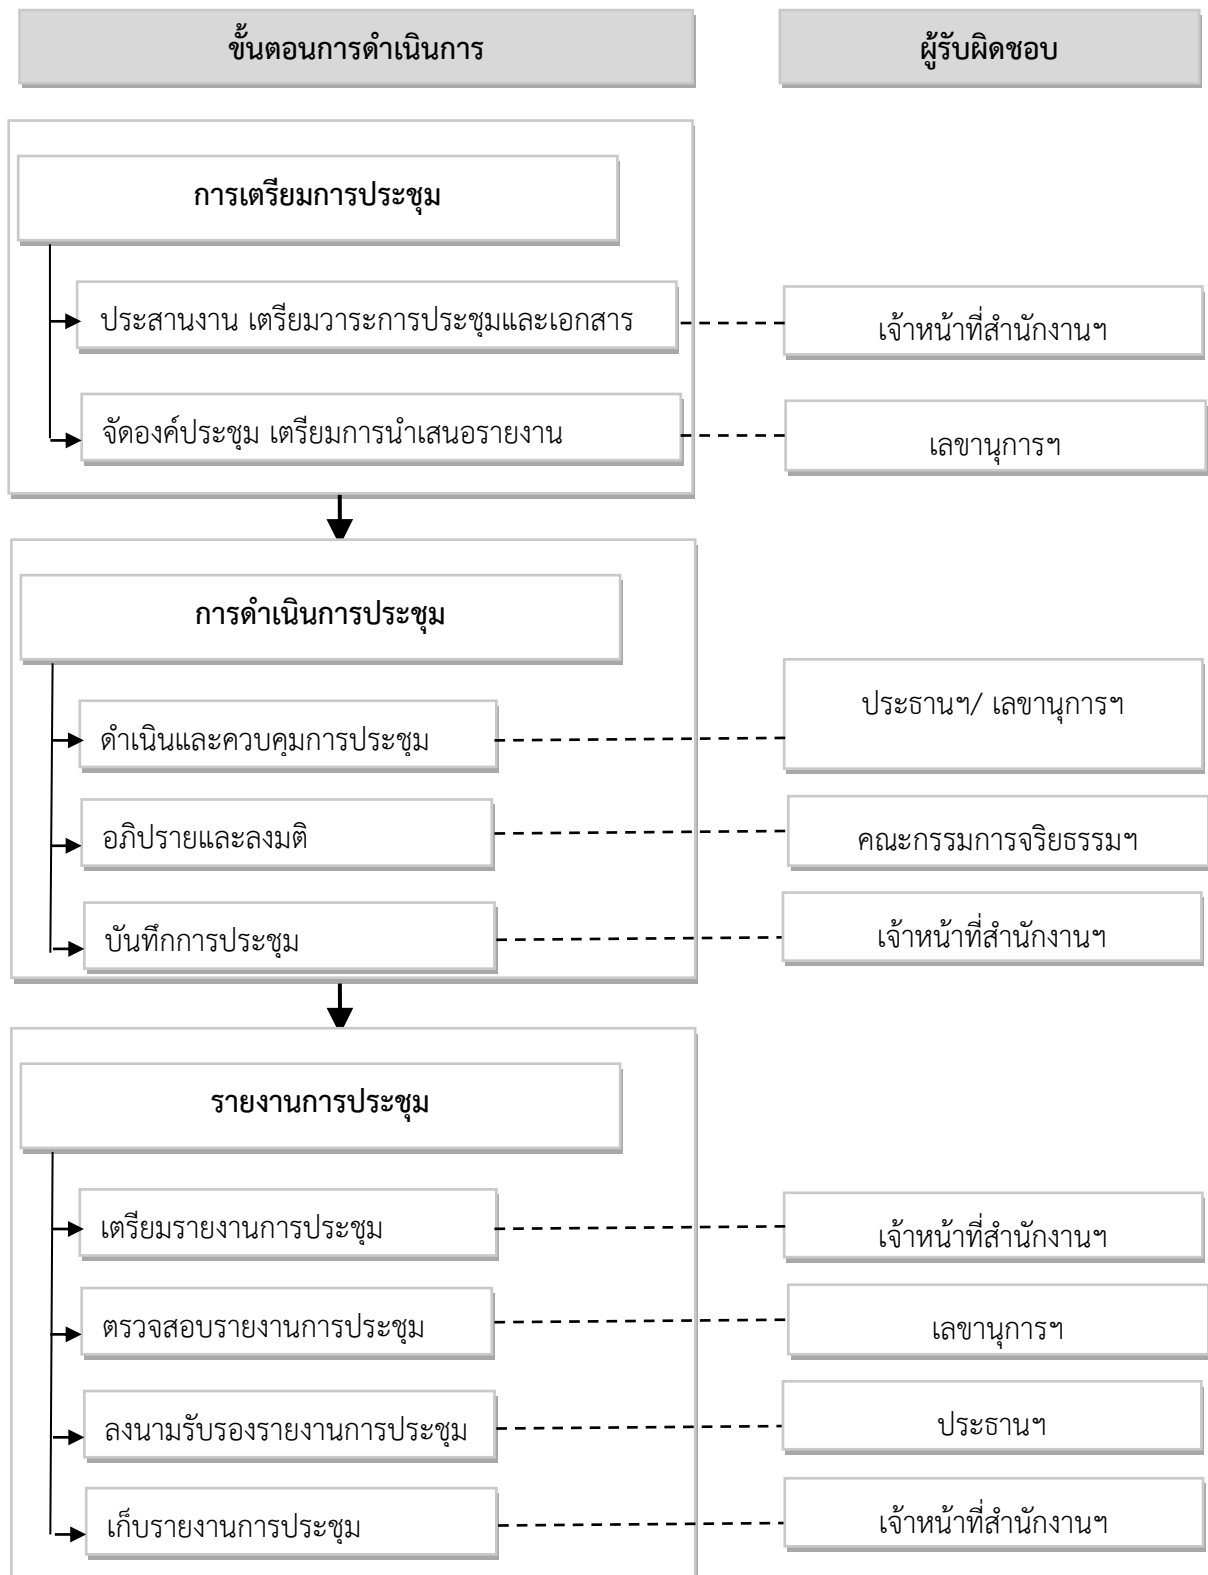 ขั้นตอนการดำเนินการ
ผู้รับผิดชอบ
การเตรียมการประชุม
ประสานงาน เตรียมวาระการประชุมและเอกสาร
เจ้าหน้าที่สำนักงานฯ
จัดองค์ประชุม เตรียมการนำเสนอรายงาน
เลขานุการฯ
การดำเนินการประชุม
ประธานฯ/ เลขานุการฯ
ดำเนินและควบคุมการประชุม
อภิปรายและลงมติ
คณะกรรมการจริยธรรมฯ
บันทึกการประชุม
เจ้าหน้าที่สำนักงานฯ
รายงานการประชุม
เตรียมรายงานการประชุม
เจ้าหน้าที่สำนักงานฯ
ตรวจสอบรายงานการประชุม
เลขานุการฯ
ลงนามรับรองรายงานการประชุม
ประธานฯ
เก็บรายงานการประชุม
เจ้าหน้าที่สำนักงานฯ